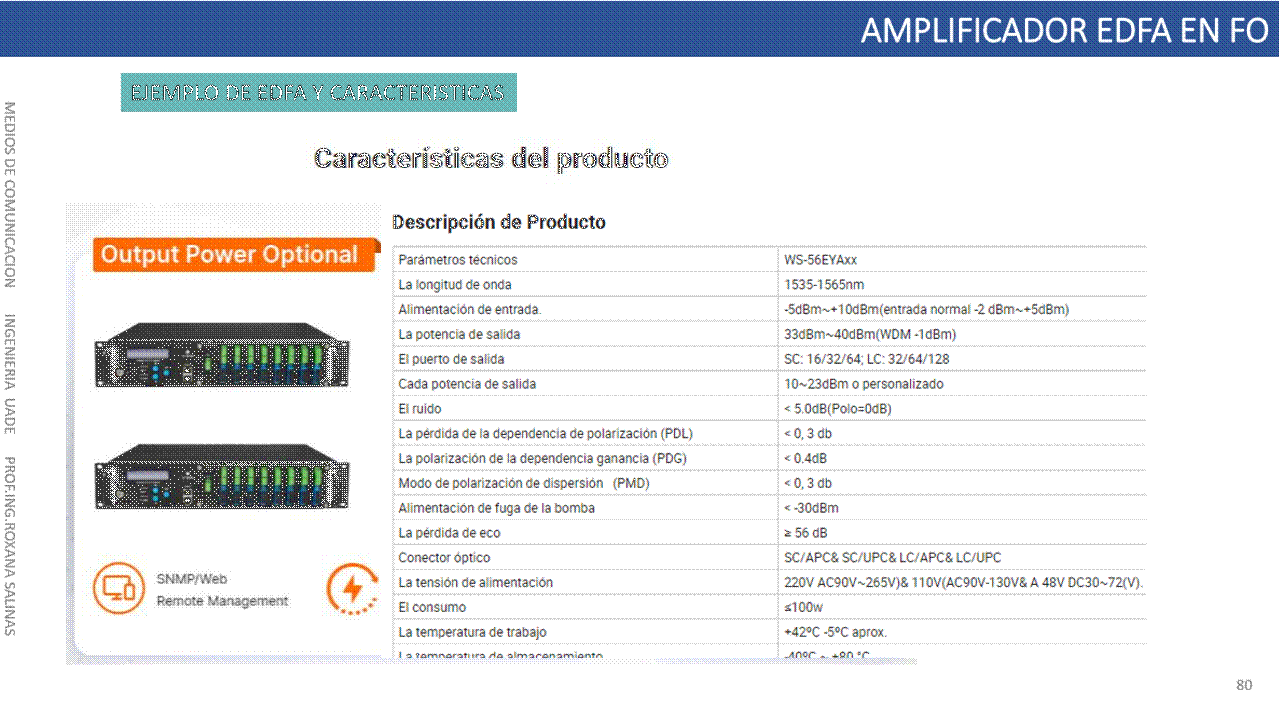 AMPLIFICADOR EDFA EN FO
EJEMPLO DE EDFA Y CARACTERISTICAS
MEDIOS DE COMUNICACION INGENIERIA UADE PROF.ING.ROXANA SALINAS
Características del producto
Output Power Optional
SNMP/Web
Remote Management
Descripción de Producto
Parámetros técnicos WS-56EYAxx
La longitud de onda 1535-1565nm
Alimentación de entrada. -5dBm~+10dBm(entrada normal -2 dBm~+5dBm)
La potencia de salida 33dBm~40dBm(WDM -1dBm)
El puerto de salida SC: 16/32/64; LC: 32/64/128
Cada potencia de salida 10~23dBm o personalizado
El ruido < 5.0dB(Polo=0dB)
La pérdida de la dependencia de polarización (PDL) < 0, 3 db
La polarización de la dependencia ganancia (PDG) < 0.4dB
Modo de polarización de dispersión (PMD) < 0, 3 db
Alimentación de fuga de la bomba < -30dBm
La pérdida de eco ≥ 56 dB
Conector óptico SC/APC& SC/UPC& LC/APC& LC/UPC
La tensión de alimentación 220V AC90V~265V)& 110V(AC90V-130V& A 48V DC30~72(V).
El consumo ≤100w
La temperatura de trabajo +42ºC -5ºC aprox.
La temperatura de almacenamiento -40ºC ~ +80 °C
80